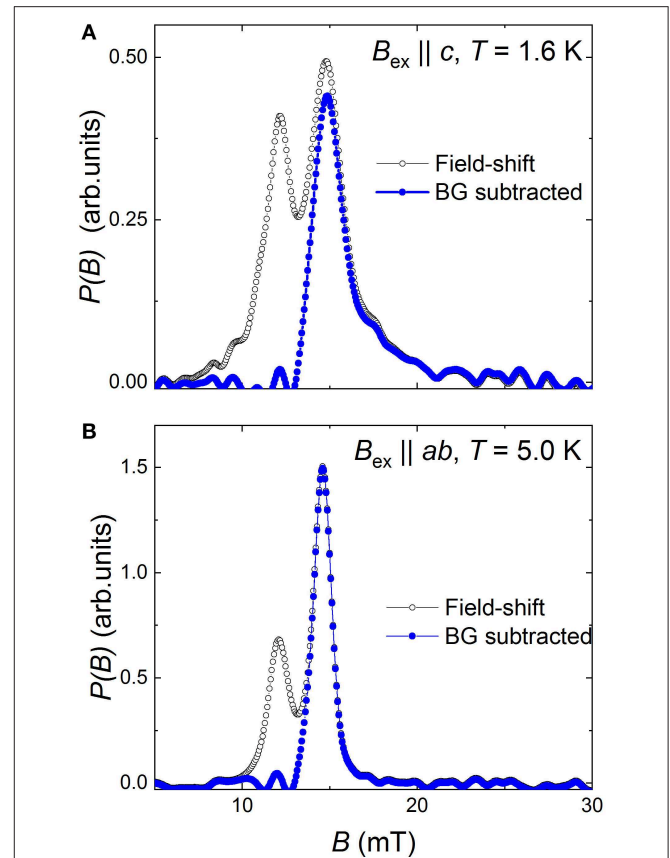 A
B_ex || c, T = 1.6 K
0.50
Field-shift
BG subtracted
0.25
P(B) (arb.units)
0.00
B
B_ex || ab, T = 5.0 K
1.5
1.0
Field-shift
BG subtracted
P(B) (arb.units)
0.5
0.0
10 20 30
B (mT)